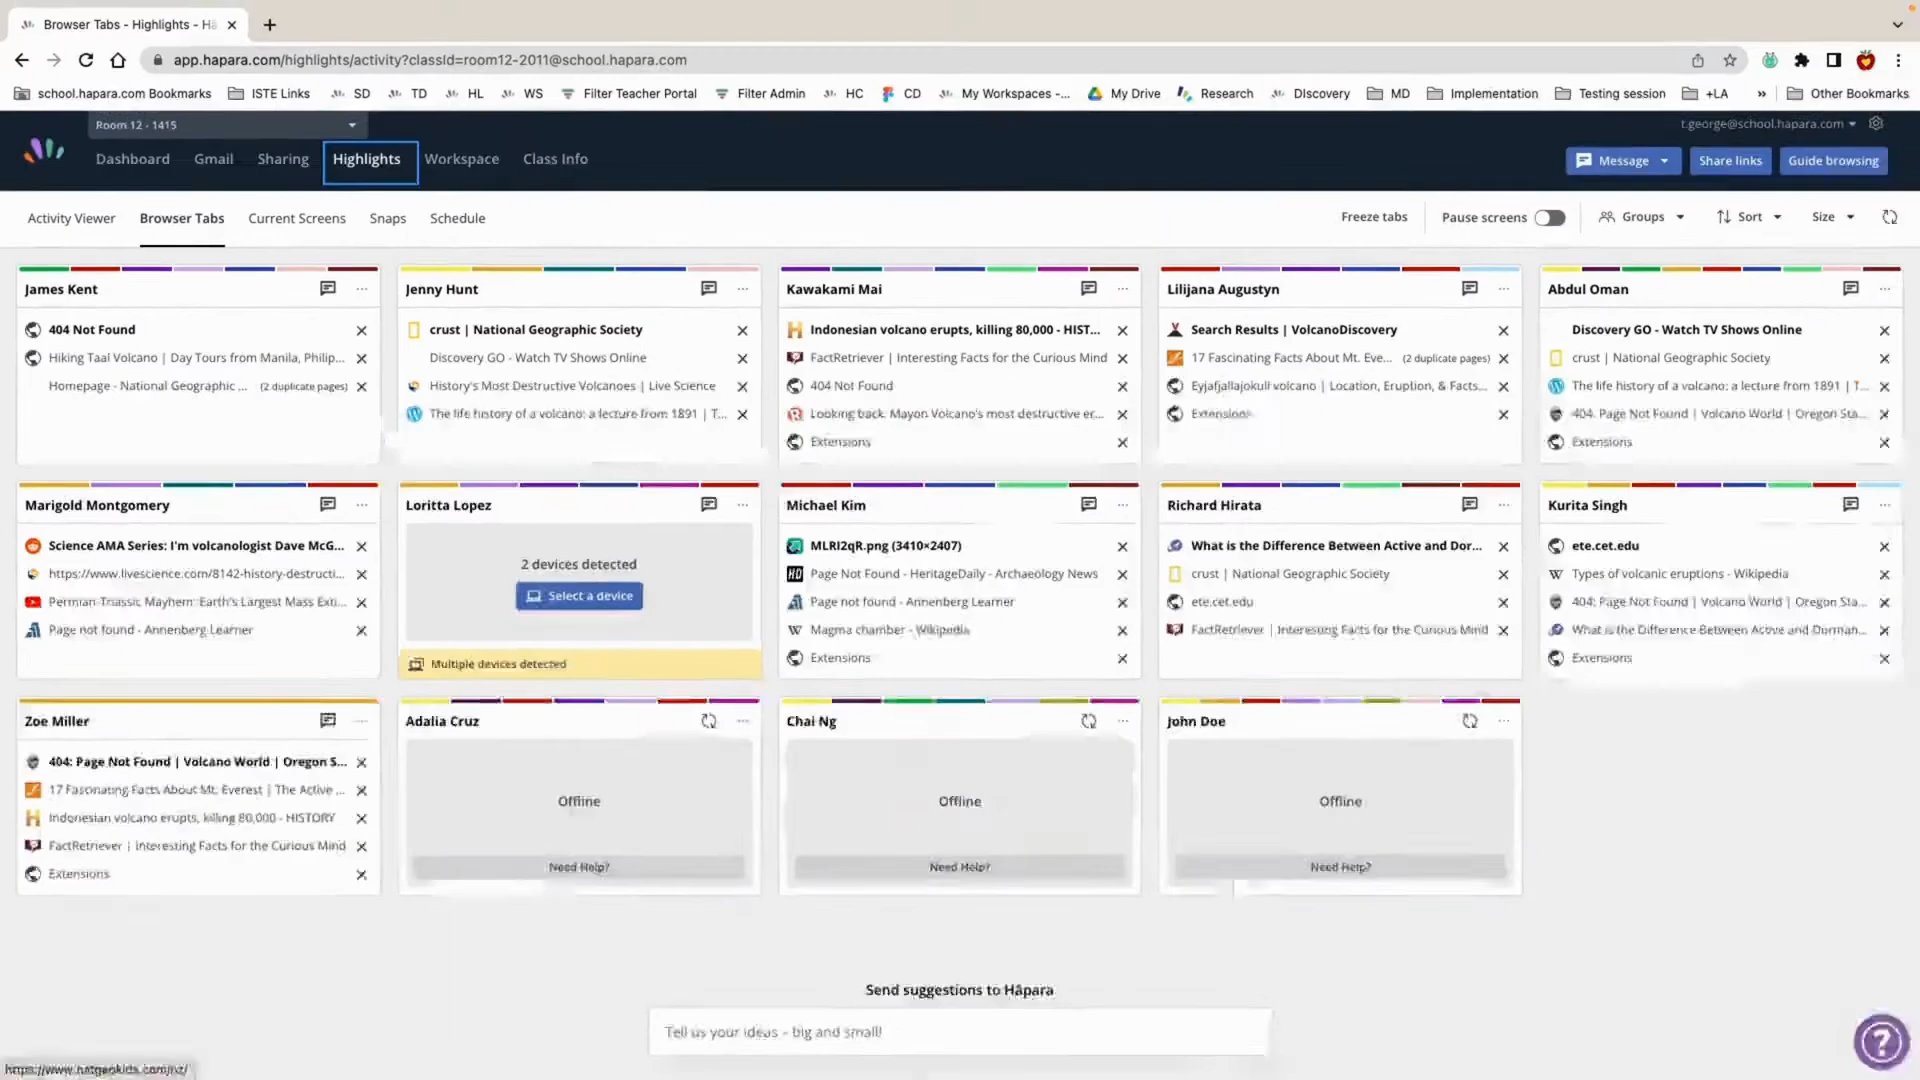 Browser Tabs - Highlights - Hā
app.hapara.com/highlights/activity?classId=room12-2011@school.hapara.com
school.hapara.com Bookmarks ISTE Links SD TD HL WS Filter Teacher Portal Filter Admin HC CD My Workspaces -... My Drive Research DIscovery MD Implementation Testing session +LA » Other Bookmarks
Room 12 - 1415
t.george@school.hapara.com
Dashboard Gmail Sharing Highlights Workspace Class Info
Message Share links Guide browsing
Activity Viewer Browser Tabs Current Screens Snaps Schedule
Freeze tabs Pause screens Groups Sort Size
James Kent
404 Not Found
Hiking Taal Volcano | Day Tours from Manila, Philip...
Homepage - National Geographic ... (2 duplicate pages)
Jenny Hunt
crust | National Geographic Society
Discovery GO - Watch TV Shows Online
History's Most Destructive Volcanoes | Live Science
The life history of a volcano: a lecture from 1891 | T...
Kawakami Mai
Indonesian volcano erupts, killing 80,000 - HIST...
FactRetriever | Interesting Facts for the Curious Mind
404 Not Found
Looking back. Mayon Volcano's most destructive er...
Extensions
Lilijana Augustyn
Search Results | VolcanoDiscovery
17 Fascinating Facts About Mt. Eve... (2 duplicate pages)
Eyjafjallajokull volcano | Location, Eruption, & Facts...
Extensions
Abdul Oman
Discovery GO - Watch TV Shows Online
crust | National Geographic Society
The life history of a volcano: a lecture from 1891 | T...
404: Page Not Found | Volcano World | Oregon Sta...
Extensions
Marigold Montgomery
Science AMA Series: I'm volcanologist Dave McG...
https://www.livescience.com/8142-history-destructi...
Permian-Triassic Mayhem: Earth's Largest Mass Exti...
Page not found - Annenberg Learner
Loritta Lopez
2 devices detected
Select a device
Multiple devices detected
Michael Kim
MLRI2qR.png (3410×2407)
Page Not Found - HeritageDaily - Archaeology News
Page not found - Annenberg Learner
Magma chamber - Wikipedia
Extensions
Richard Hirata
What is the Difference Between Active and Dor...
crust | National Geographic Society
ete.cet.edu
FactRetriever | Interesting Facts for the Curious Mind
Kurita Singh
ete.cet.edu
Types of volcanic eruptions - Wikipedia
404: Page Not Found | Volcano World | Oregon Sta...
What is the Difference Between Active and Dorman...
Extensions
Zoe Miller
404: Page Not Found | Volcano World | Oregon S...
17 Fascinating Facts About Mt. Everest | The Active ...
Indonesian volcano erupts, killing 80,000 - HISTORY
FactRetriever | Interesting Facts for the Curious Mind
Extensions
Adalia Cruz
Offline
Need Help?
Chai Ng
Offline
Need Help?
John Doe
Offline
Need Help?
Send suggestions to Hāpara
Tell us your ideas - big and small!
https://www.natgeokids.com/nz/